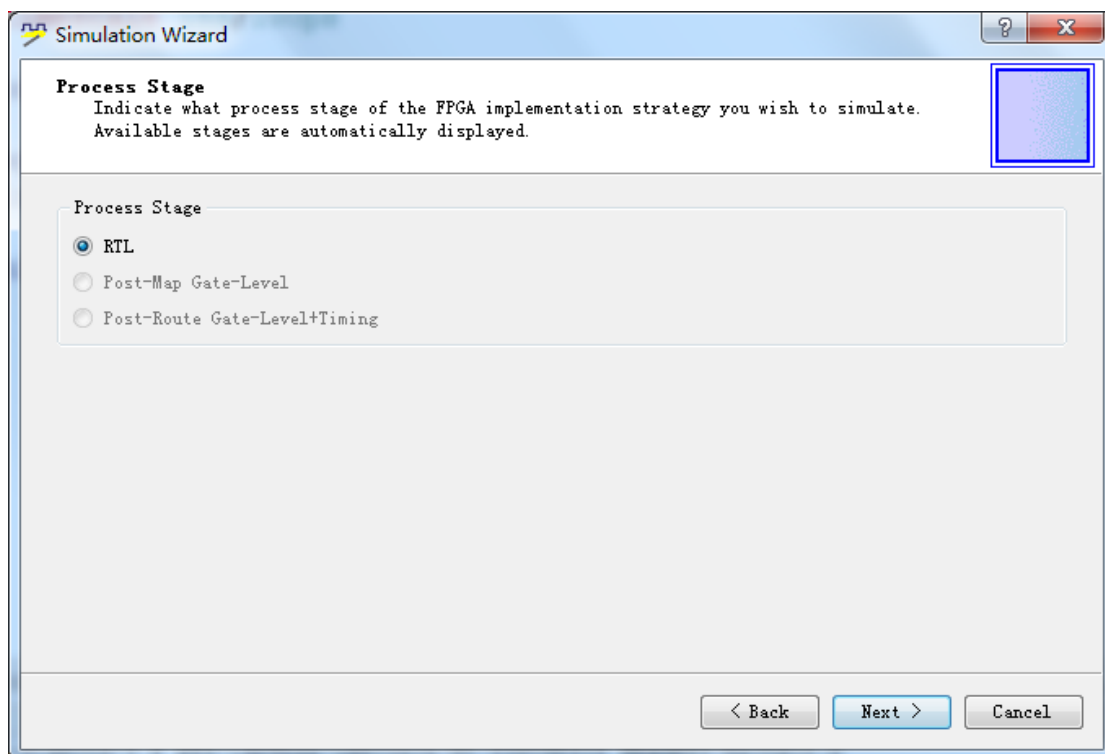 Simulation Wizard
Process Stage
Indicate what process stage of the FPGA implementation strategy you wish to simulate.
Available stages are automatically displayed.
Process Stage
RTL
Post-Map Gate-Level
Post-Route Gate-Level+Timing
< Back Next > Cancel